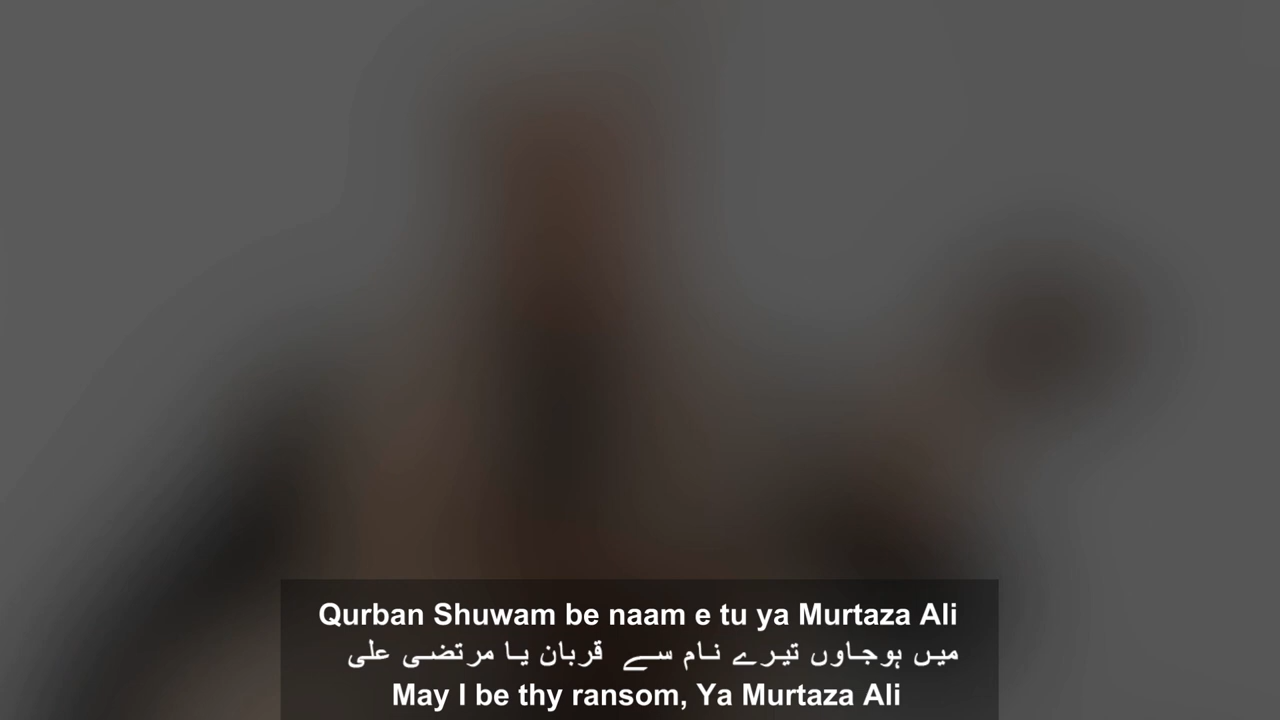 Qurban Shuwam be naam e tu ya Murtaza Ali
میں ہوجاوں تیرے نام سے قربان یا مرتضی علی
May I be thy ransom, Ya Murtaza Ali